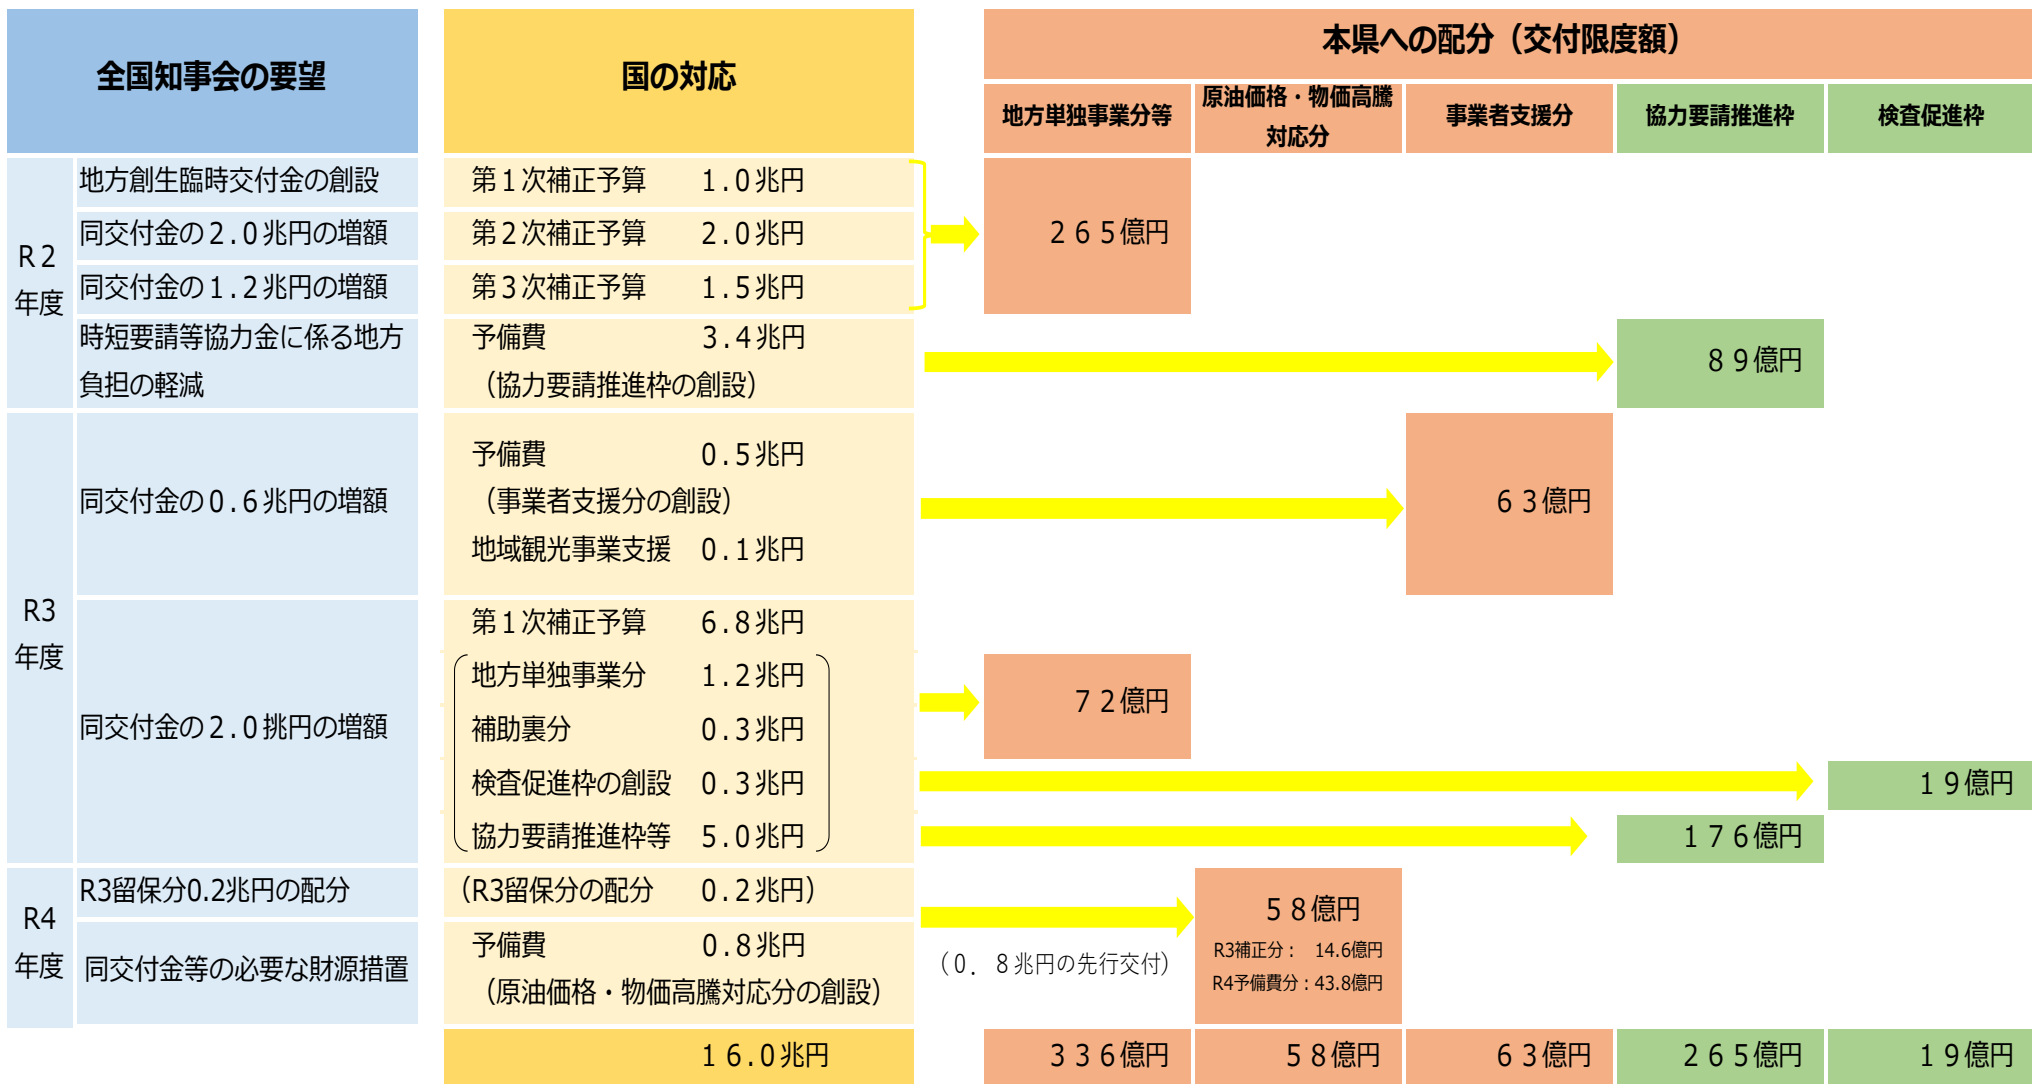 全国知事会の要望
国の対応
本県への配分（交付限度額）
地方単独事業分等
原油価格・物価高騰
対応分
事業者支援分
協力要請推進枠
検査促進枠
R２
年度
地方創生臨時交付金の創設
第１次補正予算　１.０兆円
２６５億円
同交付金の２.０兆円の増額
第２次補正予算　２.０兆円
同交付金の１.２兆円の増額
第３次補正予算　１.５兆円
時短要請等協力金に係る地方
負担の軽減
予備費　３.４兆円
（協力要請推進枠の創設）
８９億円
R3
年度
同交付金の０.６兆円の増額
予備費　０.５兆円
（事業者支援分の創設）
地域観光事業支援　０.１兆円
６３億円
同交付金の２.０挑円の増額
第１次補正予算　６.８兆円
地方単独事業分　１.２兆円
補助裏分　０.３兆円
検査促進枠の創設　０.３兆円
協力要請推進枠等　５.０兆円
７２億円
１９億円
１７６億円
R4
年度
R3留保分0.2兆円の配分
（R3留保分の配分　０.２兆円）
同交付金等の必要な財源措置
予備費　０.８兆円
（原油価格・物価高騰対応分の創設）
（０．８兆円の先行交付）
５８億円
R3補正分：　14.6億円
R4予備費分：43.8億円
１６.０兆円
３３６億円
５８億円
６３億円
２６５億円
１９億円